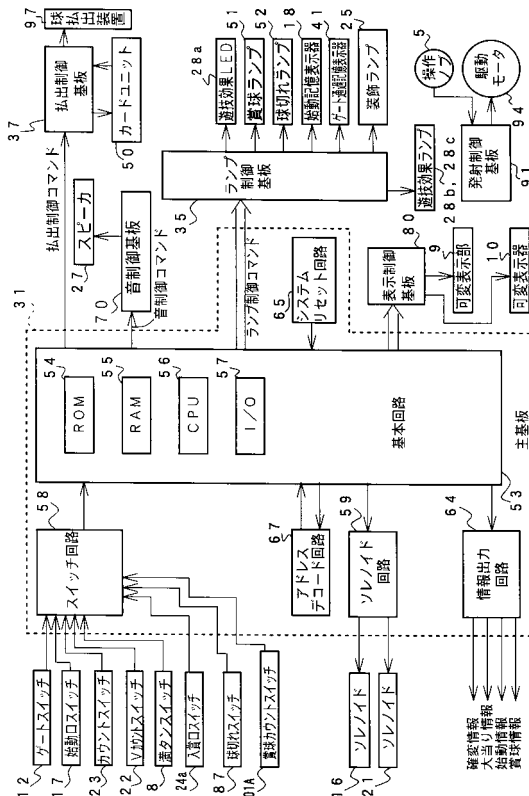 12
ゲートスイッチ
17
始動口スイッチ
23
カウントスイッチ
22
Vカウントスイッチ
8
満タンスイッチ
24a
入賞口スイッチ
87
球切れスイッチ
01A
賞球カウントスイッチ
16
ソレノイド
21
ソレノイド
確変情報
大当り情報
始動情報
賞球情報
58
スイッチ回路
67
アドレス
デコード回路
59
ソレノイド回路
64
情報出力
回路
31
54
ROM
55
RAM
56
CPU
57
I/O
基本回路
53
主基板
65
システム
リセット回路
97
球払出装置
37
払出制御
基板
50
カードユニット
払出制御コマンド
27
スピーカ
70
音制御基板
音制御コマンド
ランプ制御コマンド
35
ランプ
制御基板
28a
遊技効果LED
51
賞球ランプ
52
球切れランプ
18
始動記憶表示器
41
ゲート通過記憶表示器
25
装飾ランプ
遊技効果ランプ
28b, 28c
80
表示制御
基板
9
可変表示部
10
可変表示器
5
操作
ノブ
発射制御
基板
91
駆動
モータ
94